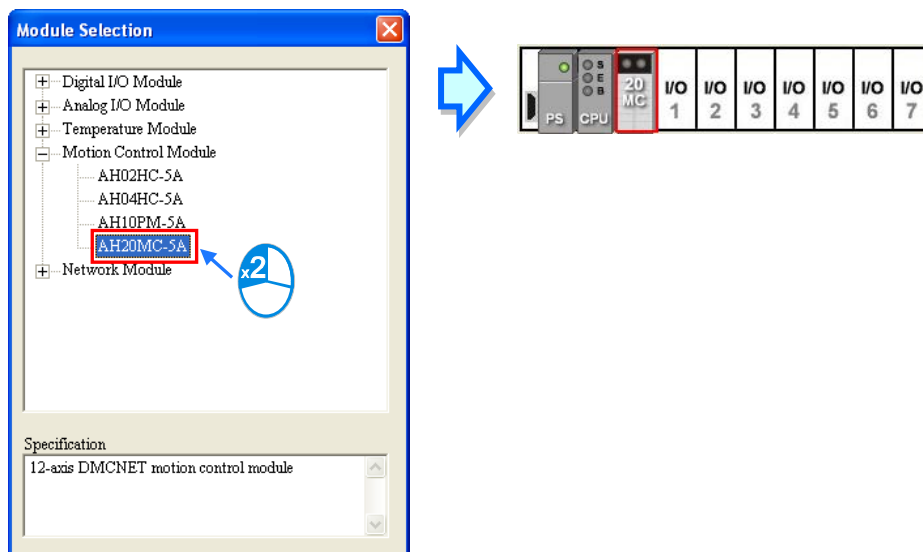 Module Selection
Digital I/O Module
Analog I/O Module
Temperature Module
Motion Control Module
AH02HC-5A
AH04HC-5A
AH10PM-5A
AH20MC-5A
Network Module
x2
Specification
12-axis DMCNET motion control module
PS
CPU
S
E
B
20
MC
I/O I/O I/O I/O I/O I/O I/O
1 2 3 4 5 6 7